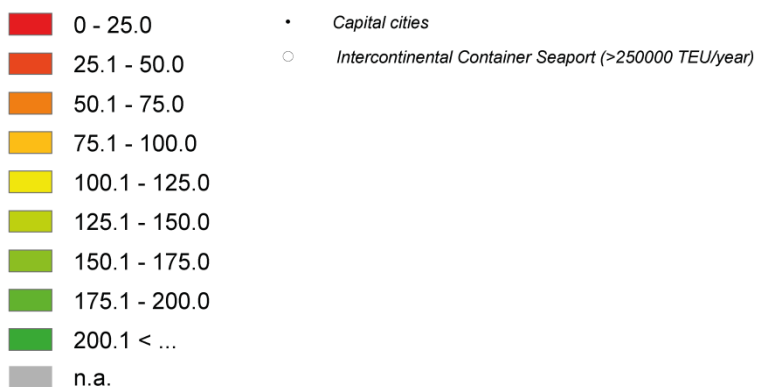 0 - 25.0
25.1 - 50.0
50.1 - 75.0
75.1 - 100.0
100.1 - 125.0
125.1 - 150.0
150.1 - 175.0
175.1 - 200.0
200.1 < ...
n.a.
Capital cities
Intercontinental Container Seaport (>250000 TEU/year)